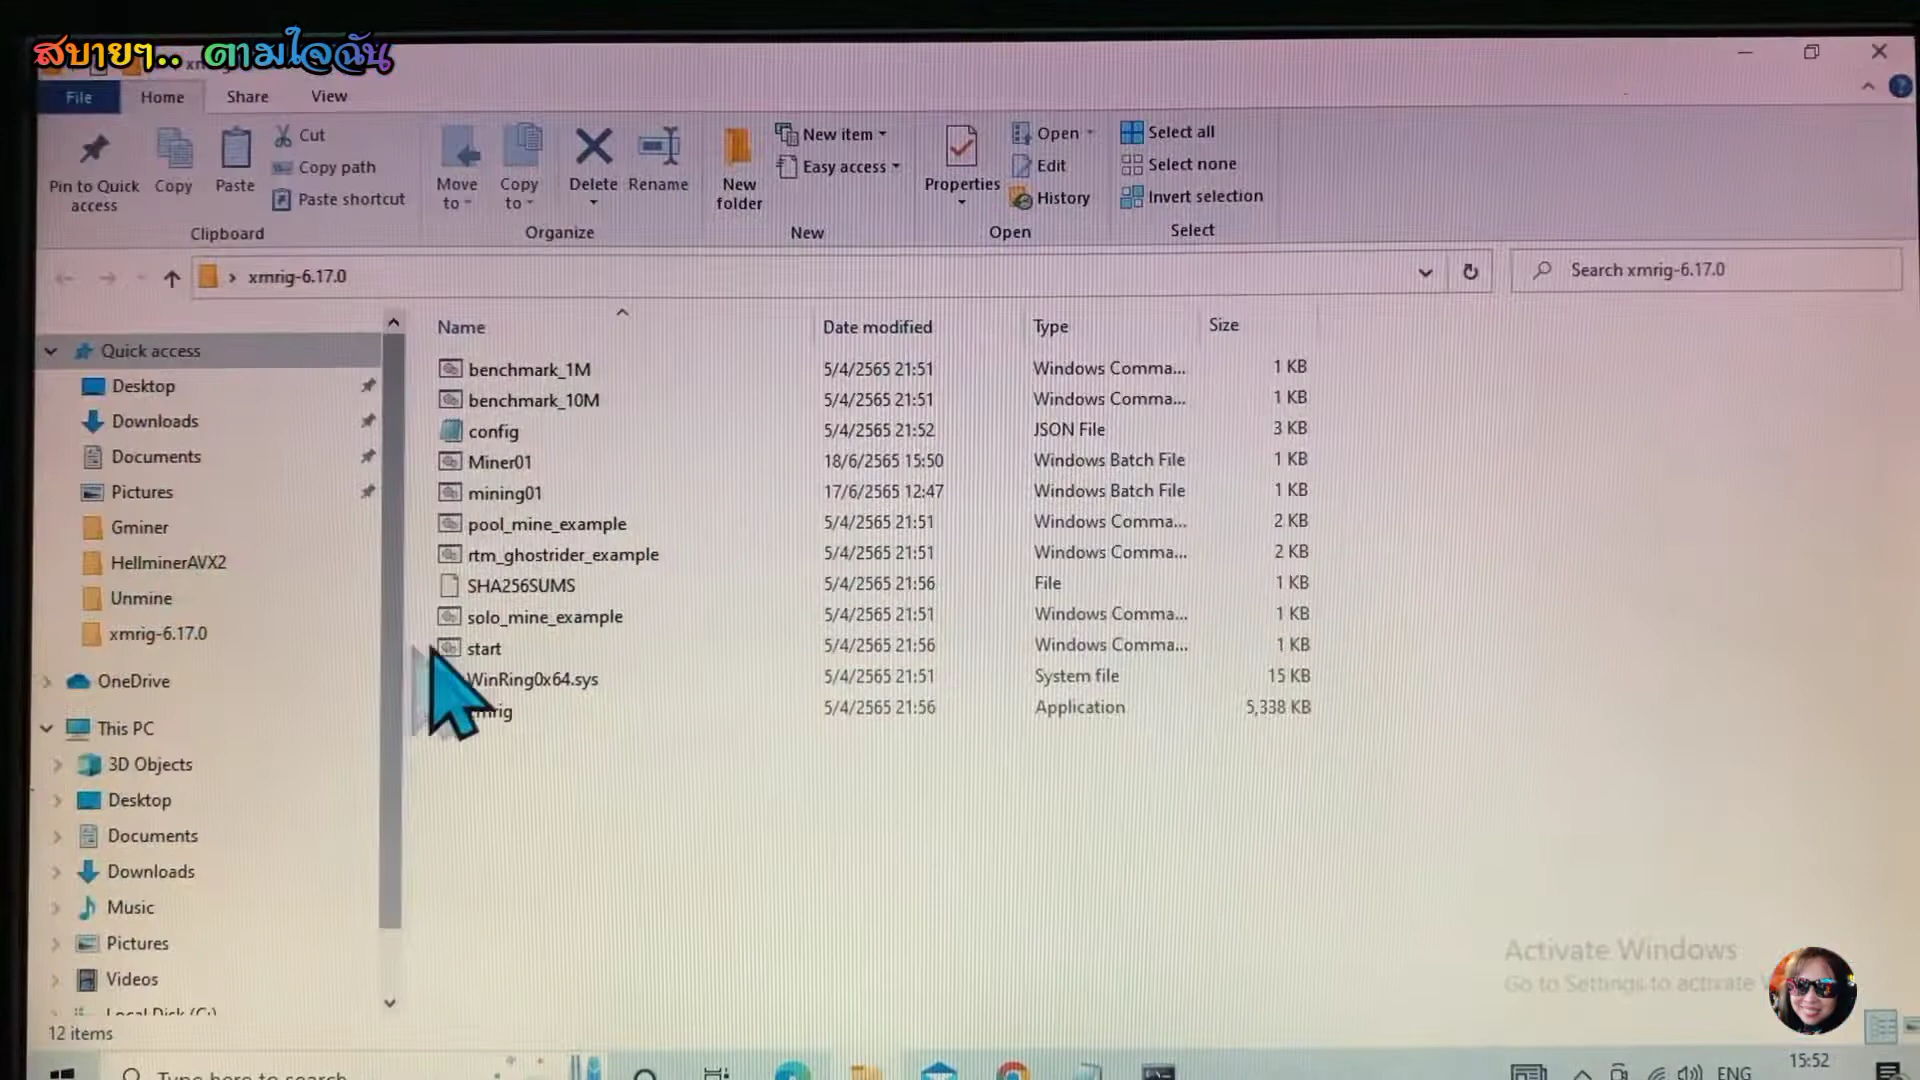 สบายๆ.. ตามใจฉัน
File Home Share View
Pin to Quick access
Copy
Paste
Cut
Copy path
Paste shortcut
Clipboard
Move to
Copy to
Delete
Rename
Organize
New folder
New item
Easy access
New
Properties
Open
Edit
History
Open
Select all
Select none
Invert selection
Select
xmrig-6.17.0
Search xmrig-6.17.0
Quick access
Desktop
Downloads
Documents
Pictures
Gminer
HellminerAVX2
Unmine
xmrig-6.17.0
OneDrive
This PC
3D Objects
Desktop
Documents
Downloads
Music
Pictures
Videos
Local Disk (C:)
Name Date modified Type Size
benchmark_1M 5/4/2565 21:51 Windows Comma... 1 KB
benchmark_10M 5/4/2565 21:51 Windows Comma... 1 KB
config 5/4/2565 21:52 JSON File 3 KB
Miner01 18/6/2565 15:50 Windows Batch File 1 KB
mining01 17/6/2565 12:47 Windows Batch File 1 KB
pool_mine_example 5/4/2565 21:51 Windows Comma... 2 KB
rtm_ghostrider_example 5/4/2565 21:51 Windows Comma... 2 KB
SHA256SUMS 5/4/2565 21:56 File 1 KB
solo_mine_example 5/4/2565 21:51 Windows Comma... 1 KB
start 5/4/2565 21:56 Windows Comma... 1 KB
WinRing0x64.sys 5/4/2565 21:51 System file 15 KB
5/4/2565 21:56 Application 5,338 KB
Activate Windows
Go to Settings to activate
12 items
Type here to search
ENG
15:52